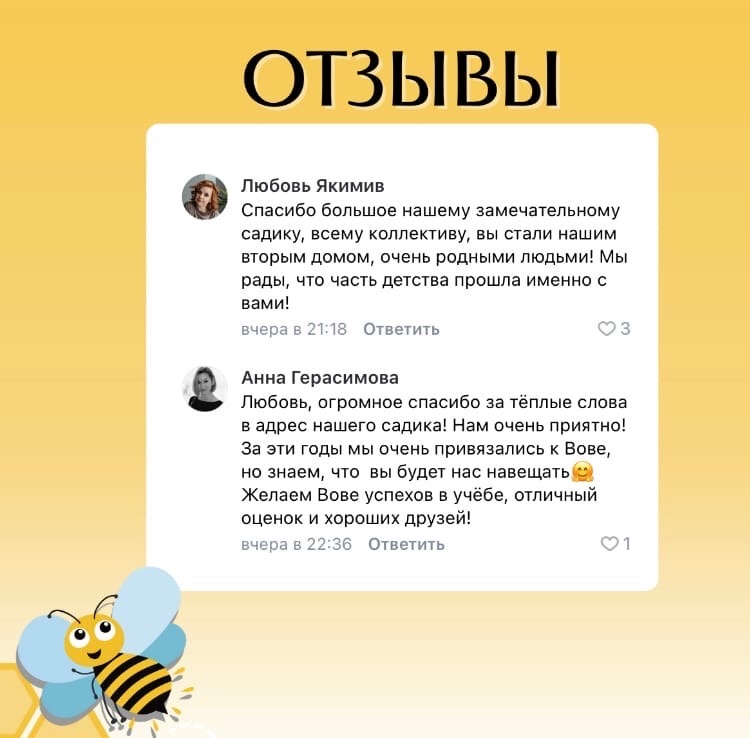 ОТЗЫВЫ
Любовь Якимив
Спасибо большое нашему замечательному
садику, всему коллективу, вы стали нашим
вторым домом, очень родными людьми! Мы
рады, что часть детства прошла именно с
вами!
вчера в 21:18 Ответить 3
Анна Герасимова
Любовь, огромное спасибо за тёплые слова
в адрес нашего садика! Нам очень приятно!
За эти годы мы очень привязались к Вове,
но знаем, что вы будет нас навещать🤗
Желаем Вове успехов в учёбе, отличный
оценок и хороших друзей!
вчера в 22:36 Ответить 1